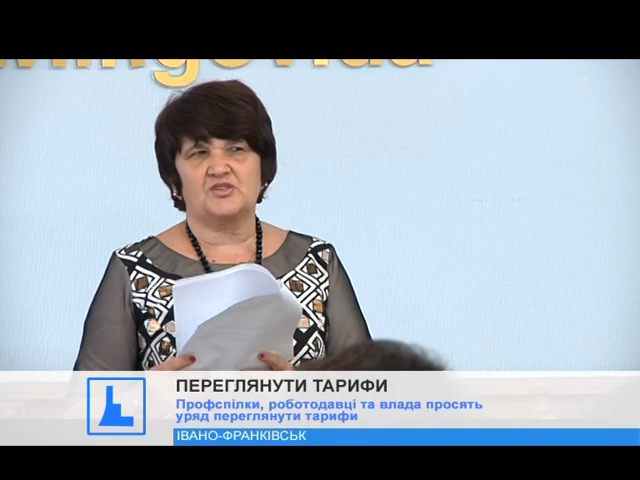 ПЕРЕГЛЯНУТИ ТАРИФИ
Профспілки, роботодавці та влада просять
уряд переглянути тарифи
ІВАНО-ФРАНКІВСЬК